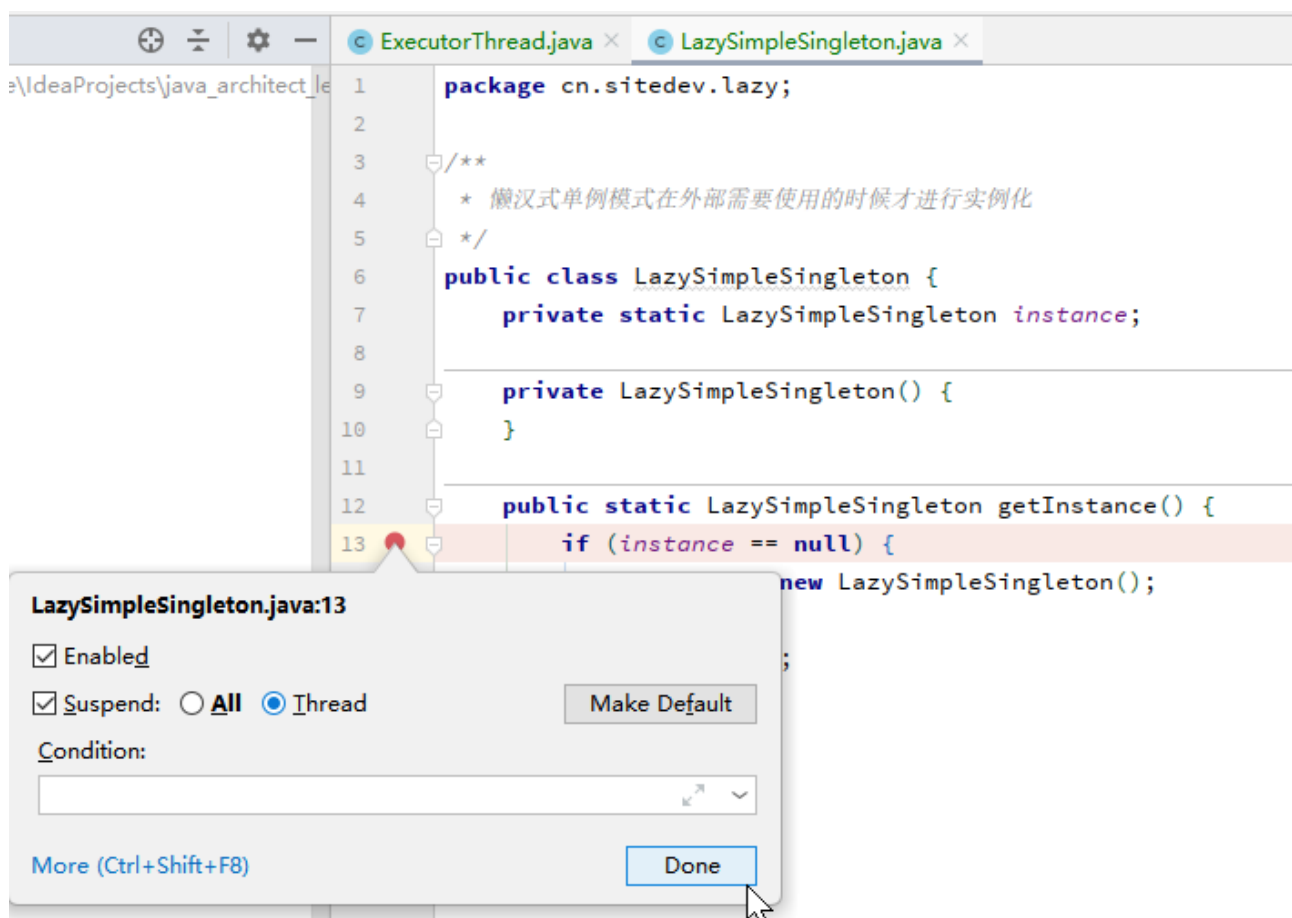 ExecutorThread.java
LazySimpleSingleton.java
e\IdeaProjects\java_architect_le
1 package cn.sitedev.lazy;
2
3 /**
4 * 懒汉式单例模式在外部需要使用的时候才进行实例化
5 */
6 public class LazySimpleSingleton {
7 private static LazySimpleSingleton instance;
8
9 private LazySimpleSingleton() {
10 }
11
12 public static LazySimpleSingleton getInstance() {
13 if (instance == null) {
new LazySimpleSingleton();
;
LazySimpleSingleton.java:13
Enabled
Suspend: All Thread
Make Default
Condition:
More (Ctrl+Shift+F8)
Done